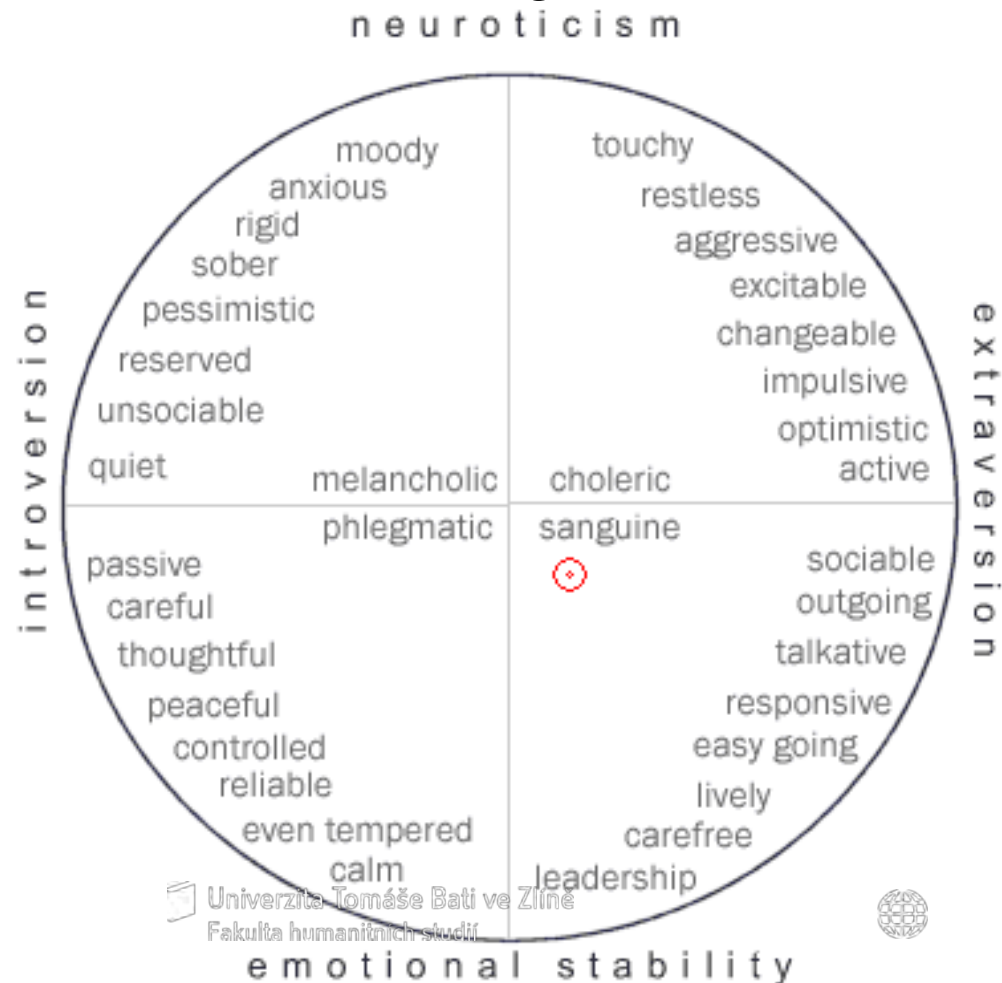 neuroticism
moody
anxious
rigid
sober
pessimistic
reserved
unsociable
quiet
melancholic
touchy
restless
aggressive
excitable
changeable
impulsive
optimistic
active
choleric
introversion
extraversion
phlegmatic
passive
careful
thoughtful
peaceful
controlled
reliable
even tempered
calm
sanguine
sociable
outgoing
talkative
responsive
easy going
lively
carefree
leadership
Univerzita Tomáše Bati ve Zlíně
Fakulta humanitních studií
emotional stability